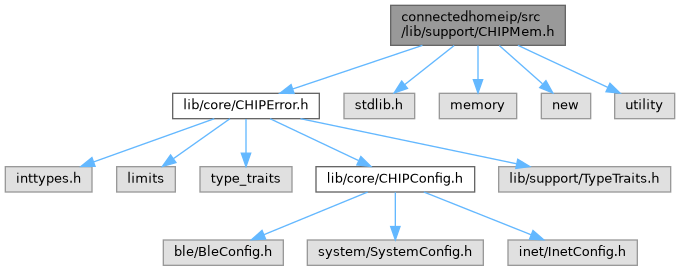 connectedhomeip/src
/lib/support/CHIPMem.h
lib/core/CHIPError.h
stdlib.h
memory
new
utility
inttypes.h
limits
type_traits
lib/core/CHIPConfig.h
lib/support/TypeTraits.h
ble/BleConfig.h
system/SystemConfig.h
inet/InetConfig.h